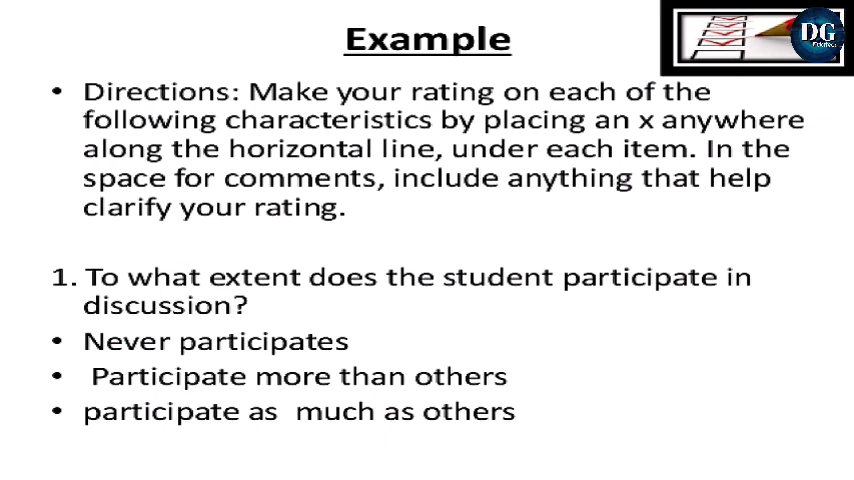 Example
DG
• Directions: Make your rating on each of the
following characteristics by placing an x anywhere
along the horizontal line, under each item. In the
space for comments, include anything that help
clarify your rating.
1. To what extent does the student participate in
discussion?
• Never participates
• Participate more than others
• participate as much as others